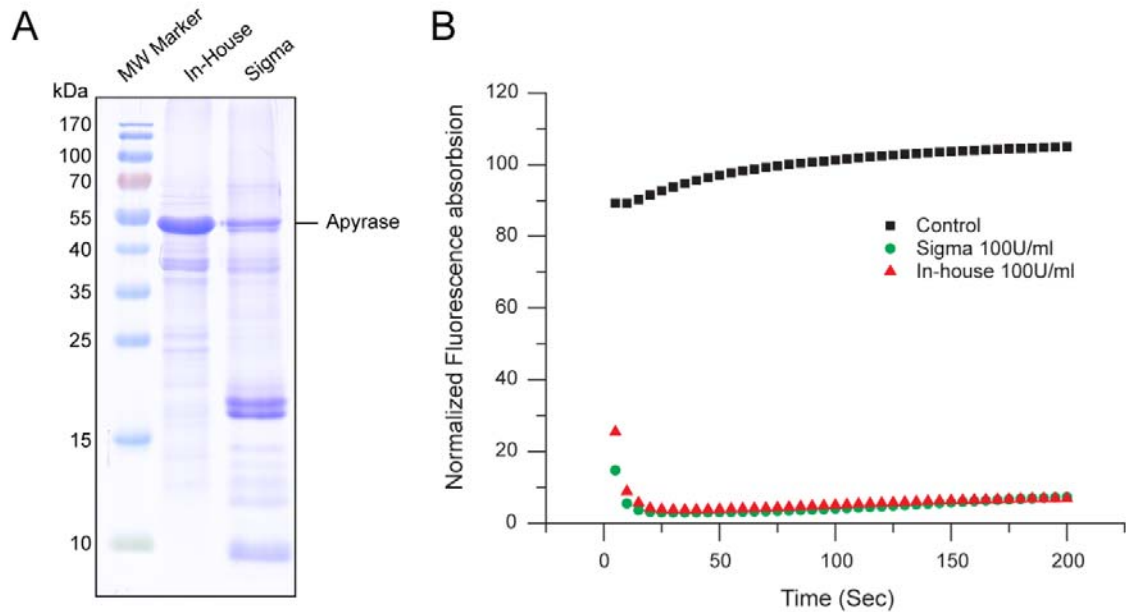 A
MW Marker
In-House
Sigma
kDa
170
100
70
55
40
35
25
15
10
Apyrase
B
Normalized Fluorescence absorbsion
120
100
80
60
40
20
0
Control
Sigma 100U/ml
In-house 100U/ml
0
50
100
150
200
Time (Sec)